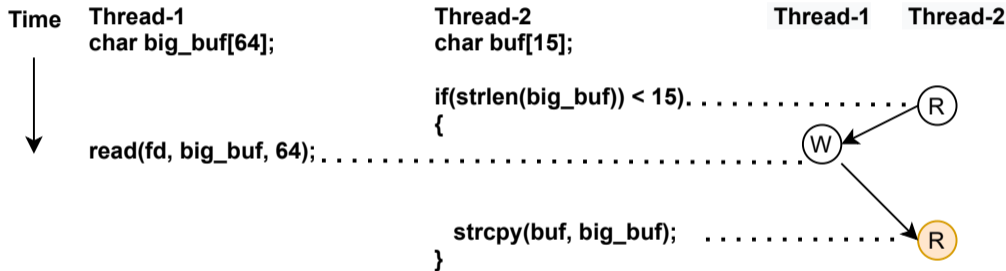 Time Thread-1 Thread-2 Thread-1 Thread-2
char big_buf[64]; char buf[15];
if(strlen(big_buf)) < 15) R
{
W
read(fd, big_buf, 64);
strcpy(buf, big_buf); R
}